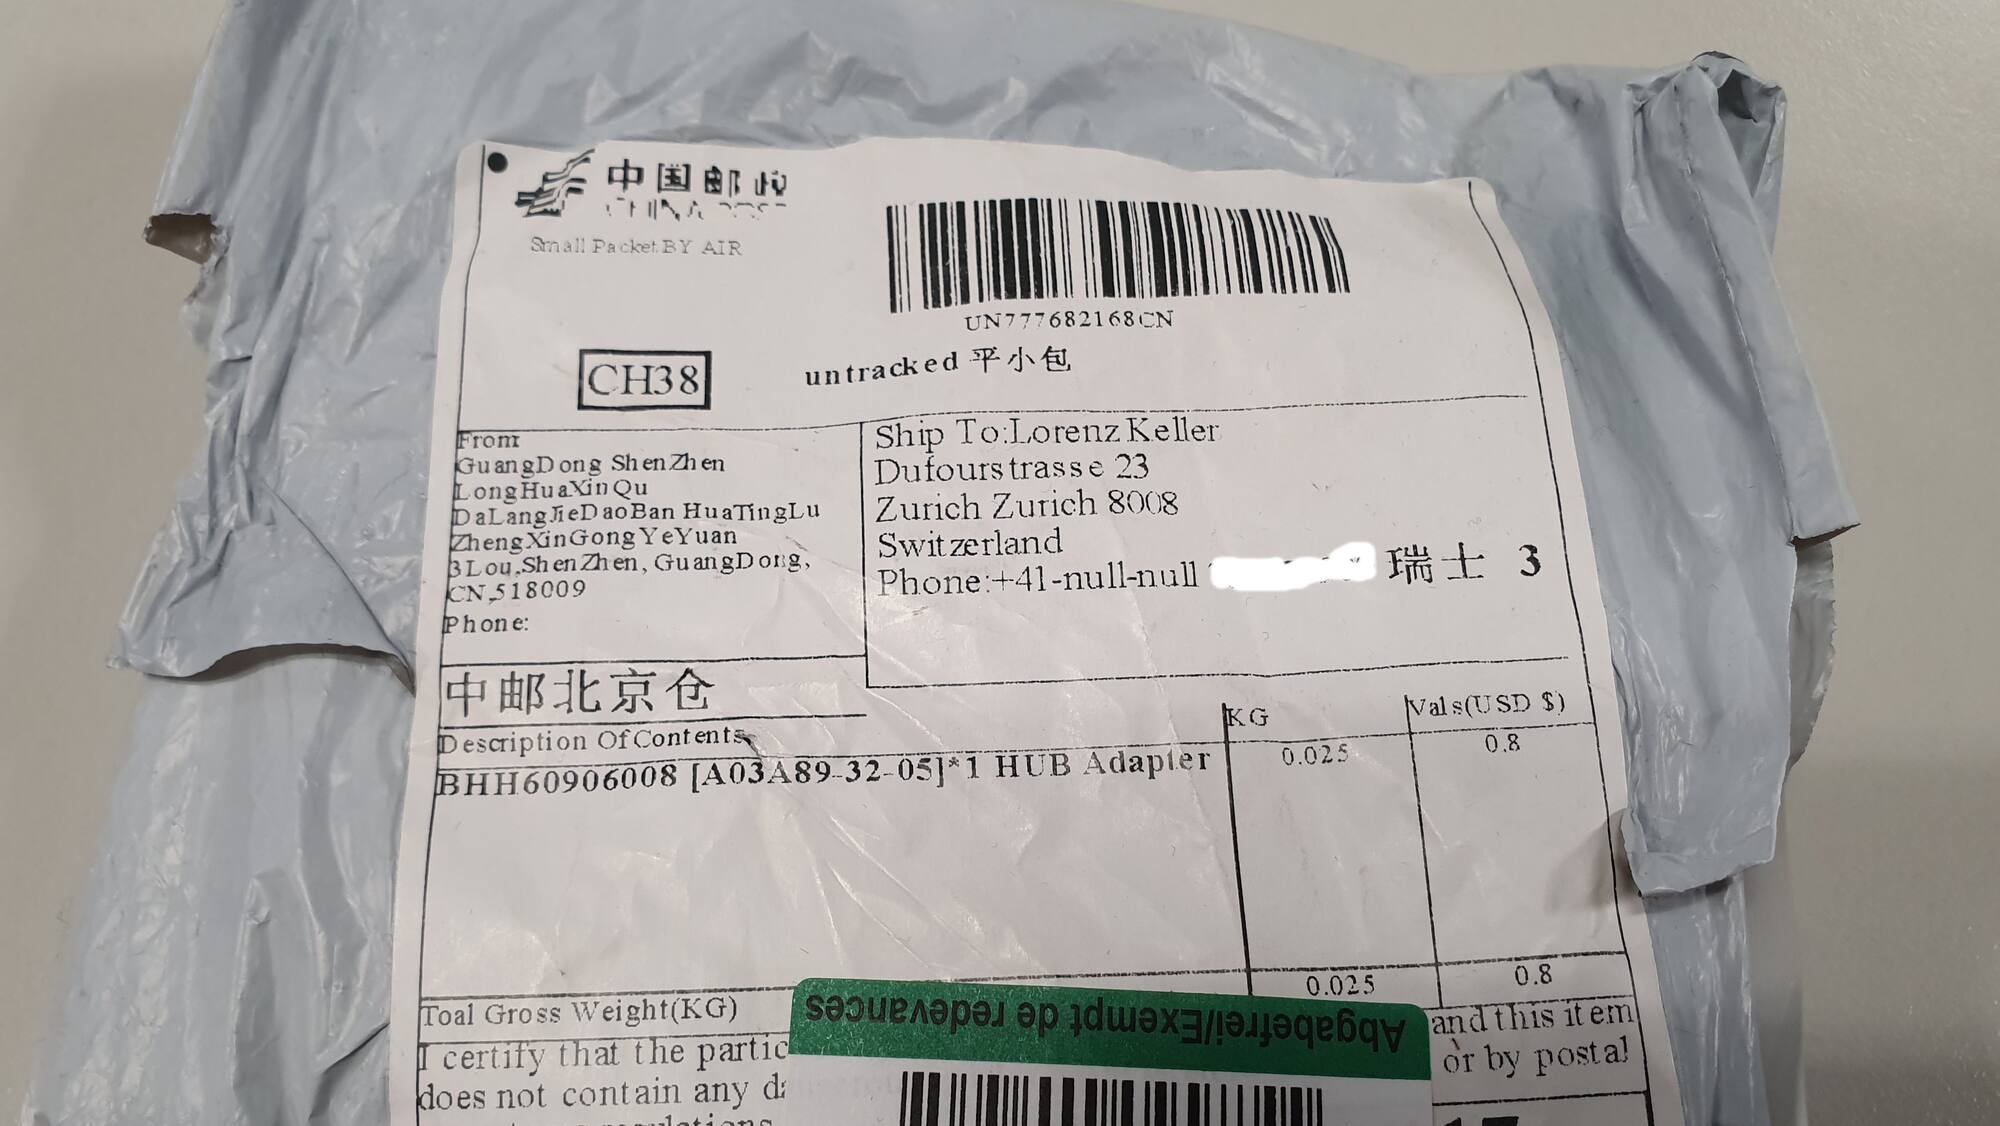 中国邮政
CHINA POST
Small Packet BY AIR
UN777682168CN
CH38
untracked 平小包
From
GuangDong ShenZhen
LongHuaXinQu
DaLangJieDaoBan HuaTingLu
ZhengXinGongYeYuan
3Lou,ShenZhen, GuangDong,
CN,518009
Phone:
Ship To:Lorenz Keller
Dufourstrasse 23
Zurich Zurich 8008
Switzerland
Phone:+41-null-null
瑞士 3
中邮北京仓
Description Of Contents
KG
Vals(USD $)
BHH60906008 [A03A89-32-05]*1 HUB Adapter
0.025
0.8
Toal Gross Weight(KG)
0.025
0.8
I certify that the
and this item
does not contain any
or by postal
Abgabefrei/Exempt de redevances